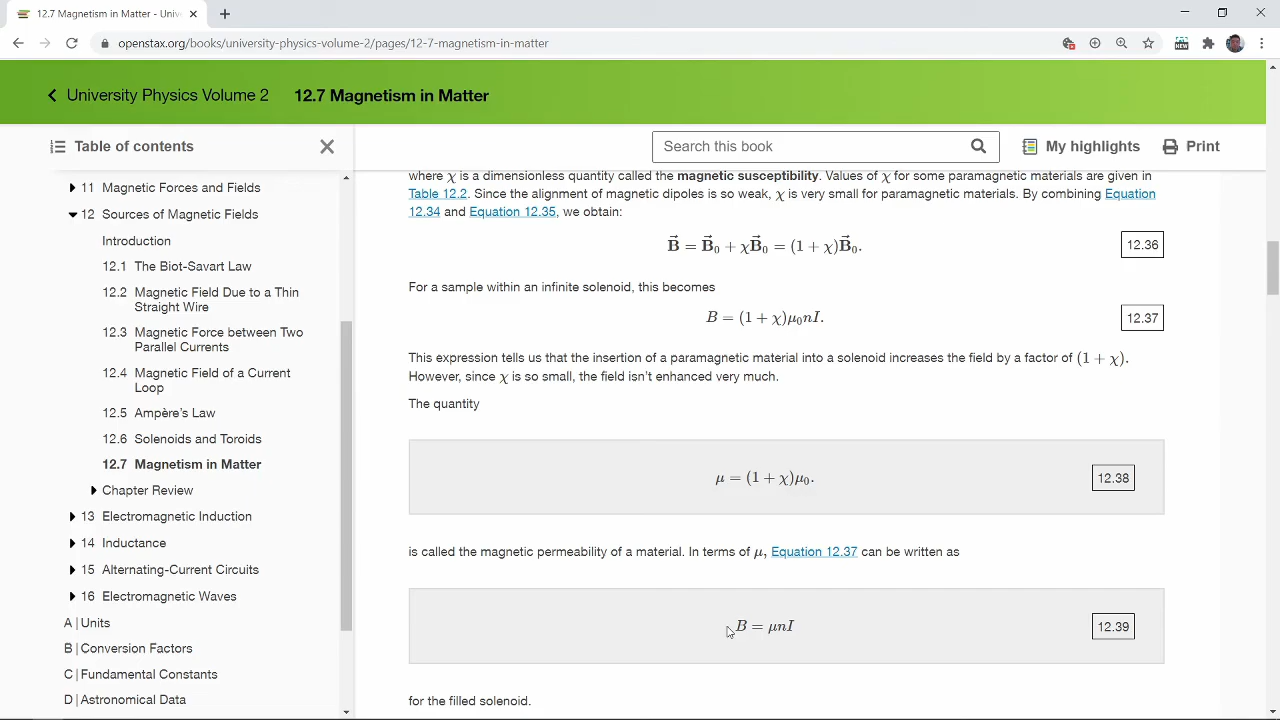 12.7 Magnetism in Matter - Univ
openstax.org/books/university-physics-volume-2/pages/12-7-magnetism-in-matter
NEW
University Physics Volume 2
12.7 Magnetism in Matter
Table of contents
Search this book
My highlights
Print
11 Magnetic Forces and Fields
12 Sources of Magnetic Fields
Introduction
12.1 The Biot-Savart Law
12.2 Magnetic Field Due to a Thin
Straight Wire
12.3 Magnetic Force between Two
Parallel Currents
12.4 Magnetic Field of a Current
Loop
12.5 Ampère's Law
12.6 Solenoids and Toroids
12.7 Magnetism in Matter
Chapter Review
13 Electromagnetic Induction
14 Inductance
15 Alternating-Current Circuits
16 Electromagnetic Waves
A | Units
B | Conversion Factors
C | Fundamental Constants
D | Astronomical Data
where χ is a dimensionless quantity called the magnetic susceptibility. Values of χ for some paramagnetic materials are given in
Table 12.2. Since the alignment of magnetic dipoles is so weak, χ is very small for paramagnetic materials. By combining Equation
12.34 and Equation 12.35, we obtain:
B⃗ = B⃗₀ + χB⃗₀ = (1 + χ)B⃗₀.
12.36
For a sample within an infinite solenoid, this becomes
B = (1 + χ)μ₀nI.
12.37
This expression tells us that the insertion of a paramagnetic material into a solenoid increases the field by a factor of (1 + χ).
However, since χ is so small, the field isn't enhanced very much.
The quantity
μ = (1 + χ)μ₀.
12.38
is called the magnetic permeability of a material. In terms of μ, Equation 12.37 can be written as
B = μnI
12.39
for the filled solenoid.